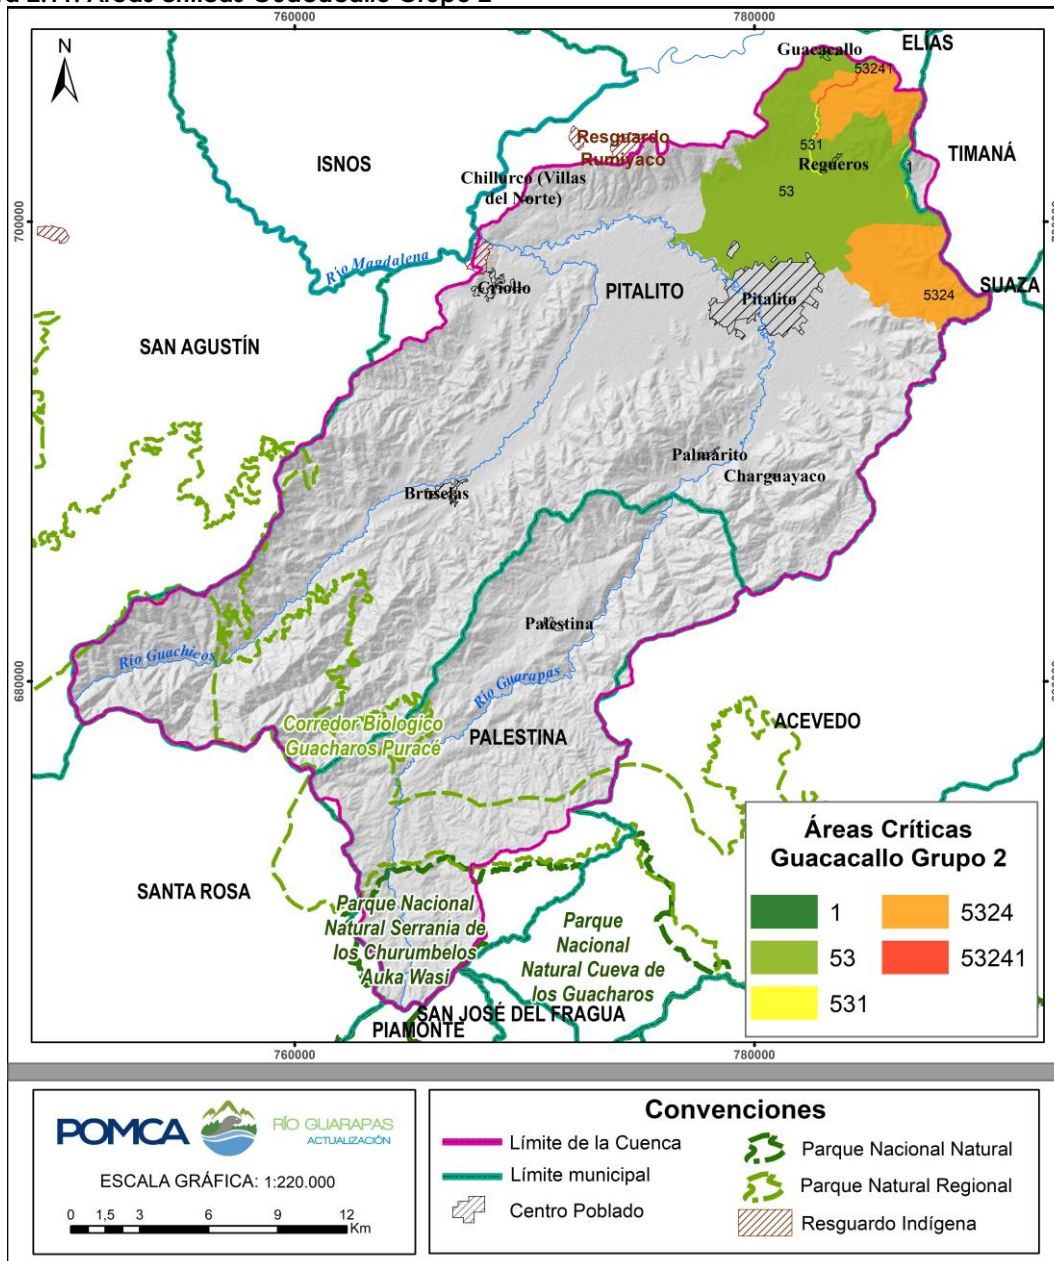 760000
780000
N
Guacacallo
ELIAS
53241
ISNOS
Resguardo
Rumiyaco
531
Regueros
TIMANÁ
1
Chillurco (Villas
del Norte)
53
700000
Río Magdalena
Criollo
PITALITO
Pitalito
SUAZA
5324
SAN AGUSTÍN
Palmarito
Charguayaco
Bruselas
Palestina
Río Guachicos
Río Guarapas
680000
Corredor Biologico
Guacharos Puracé
PALESTINA
ACEVEDO
SANTA ROSA
Parque Nacional
Natural Serrania de
los Churumbelos
Auka Wasi
Parque
Nacional
Natural Cueva de
los Guacharos
SAN JOSÉ DEL FRAGUA
PIAMONTE
Áreas Críticas
Guacacallo Grupo 2
1
5324
53
53241
531
760000
780000
POMCA
RÍO GUARAPAS
ACTUALIZACIÓN
ESCALA GRÁFICA: 1:220.000
0 1,5 3 6 9 12
Km
Convenciones
Límite de la Cuenca
Límite municipal
Centro Poblado
Parque Nacional Natural
Parque Natural Regional
Resguardo Indígena